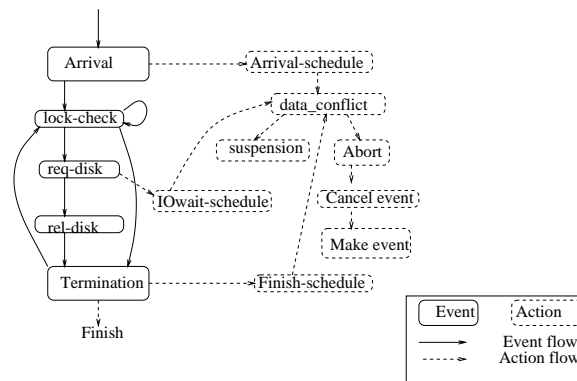 Arrival
Arrival-schedule
lock-check
data_conflict
suspension
Abort
req-disk
IOwait-schedule
Cancel event
rel-disk
Make event
Termination
Finish-schedule
Finish
Event
Action
Event flow
Action flow